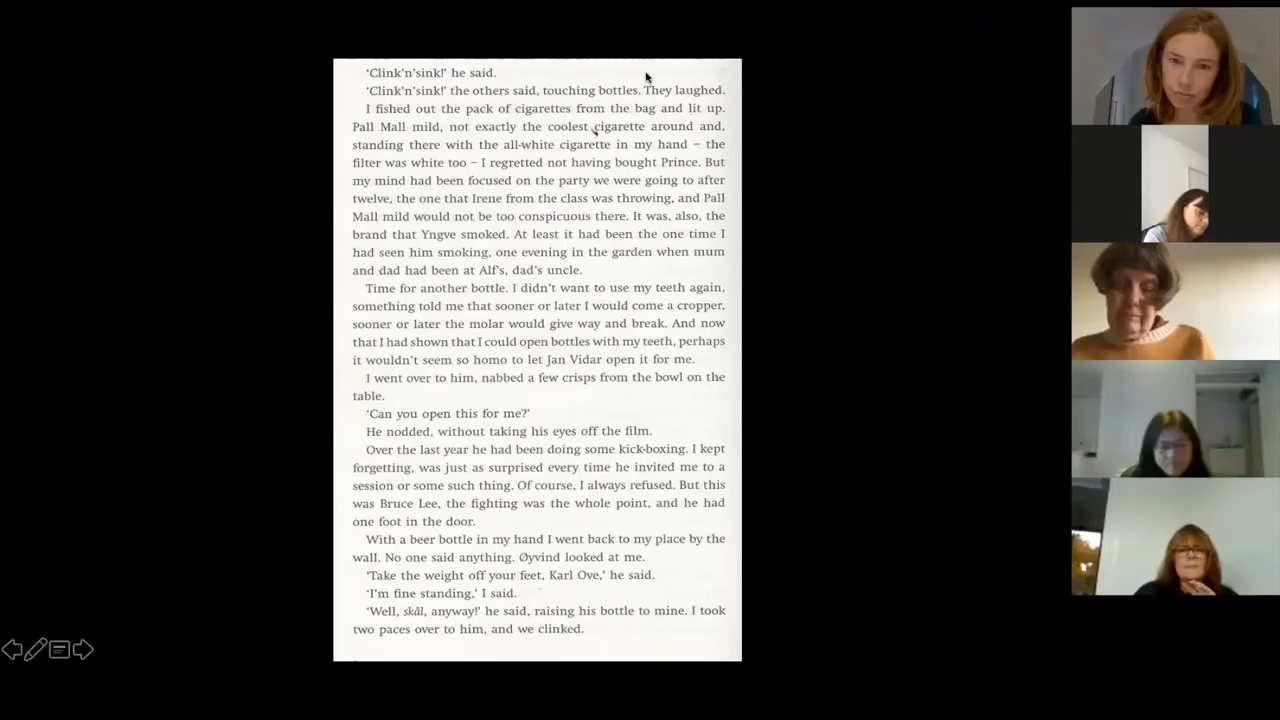 ‘Clink’n’sink!’ he said.
‘Clink’n’sink!’ the others said, touching bottles. They laughed.
I fished out the pack of cigarettes from the bag and lit up.
Pall Mall mild, not exactly the coolest cigarette around and,
standing there with the all-white cigarette in my hand – the
filter was white too – I regretted not having bought Prince. But
my mind had been focused on the party we were going to after
twelve, the one that Irene from the class was throwing, and Pall
Mall mild would not be too conspicuous there. It was, also, the
brand that Yngve smoked. At least it had been the one time I
had seen him smoking, one evening in the garden when mum
and dad had been at Alf’s, dad’s uncle.
Time for another bottle. I didn’t want to use my teeth again,
something told me that sooner or later I would come a cropper,
sooner or later the molar would give way and break. And now
that I had shown that I could open bottles with my teeth, perhaps
it wouldn’t seem so homo to let Jan Vidar open it for me.
I went over to him, nabbed a few crisps from the bowl on the
table.
‘Can you open this for me?’
He nodded, without taking his eyes off the film.
Over the last year he had been doing some kick-boxing. I kept
forgetting, was just as surprised every time he invited me to a
session or some such thing. Of course, I always refused. But this
was Bruce Lee, the fighting was the whole point, and he had
one foot in the door.
With a beer bottle in my hand I went back to my place by the
wall. No one said anything. Øyvind looked at me.
‘Take the weight off your feet, Karl Ove,’ he said.
‘I’m fine standing,’ I said.
‘Well, skål, anyway!’ he said, raising his bottle to mine. I took
two paces over to him, and we clinked.